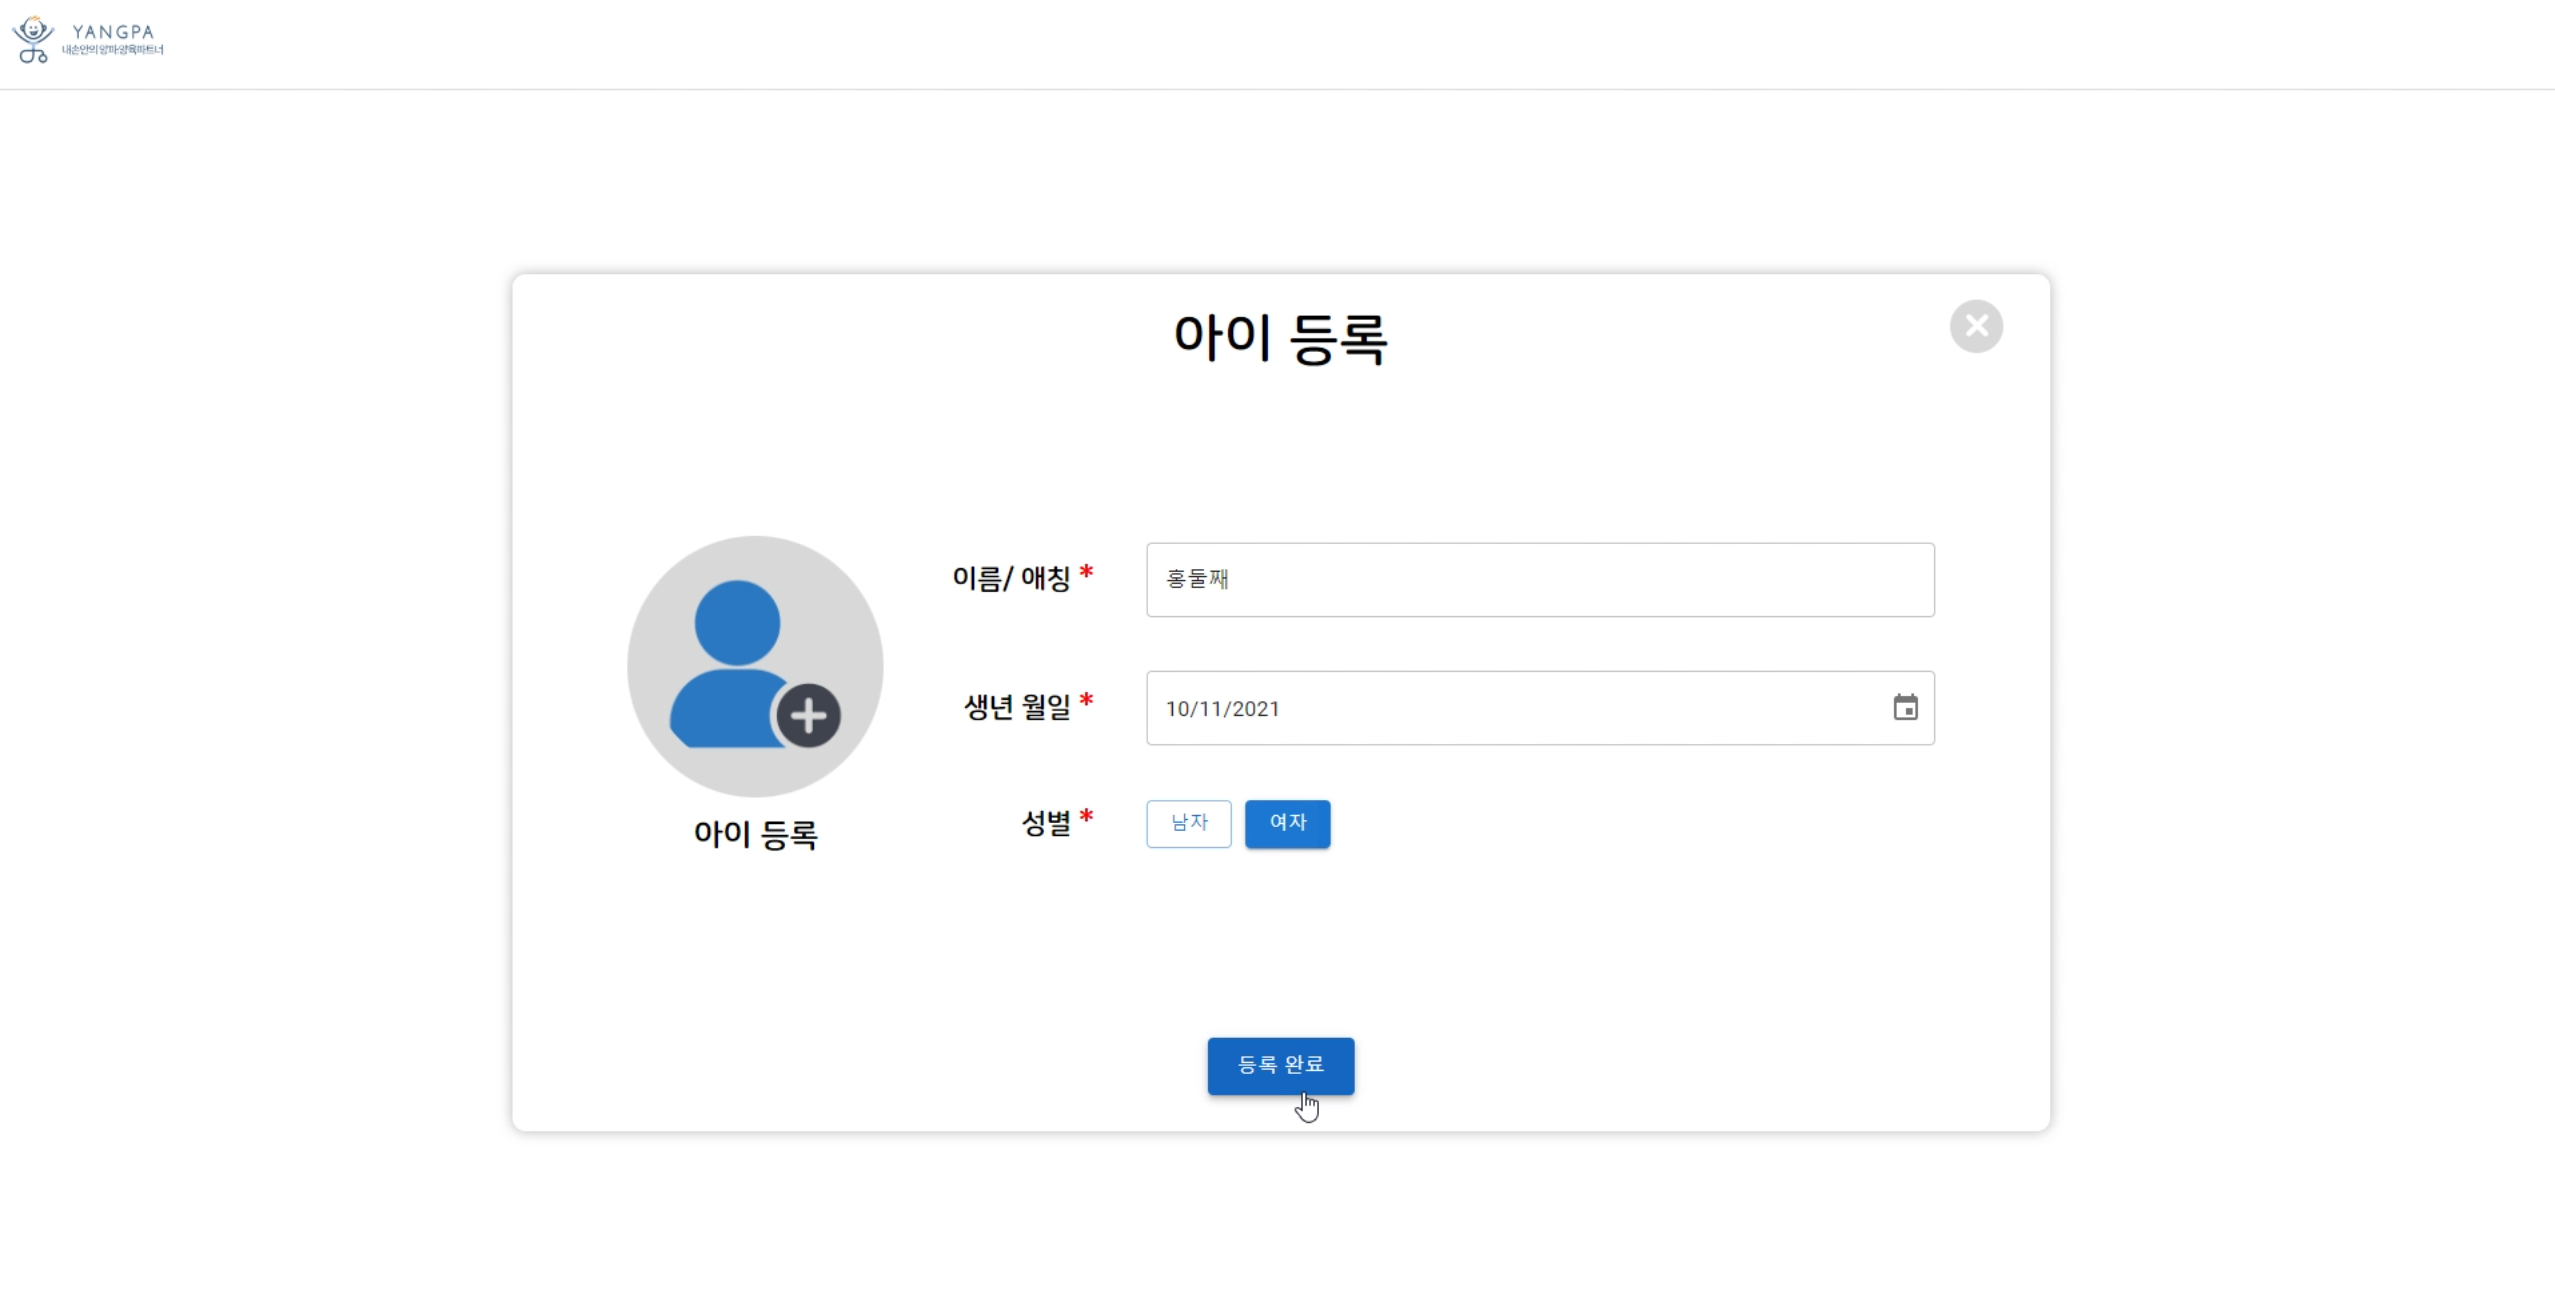 YANGPA
내손안의 양파:양육파트너
아이 등록
이름/ 애칭 *
홍둘째
생년 월일 *
10/11/2021
성별 *
남자
여자
아이 등록
등록 완료